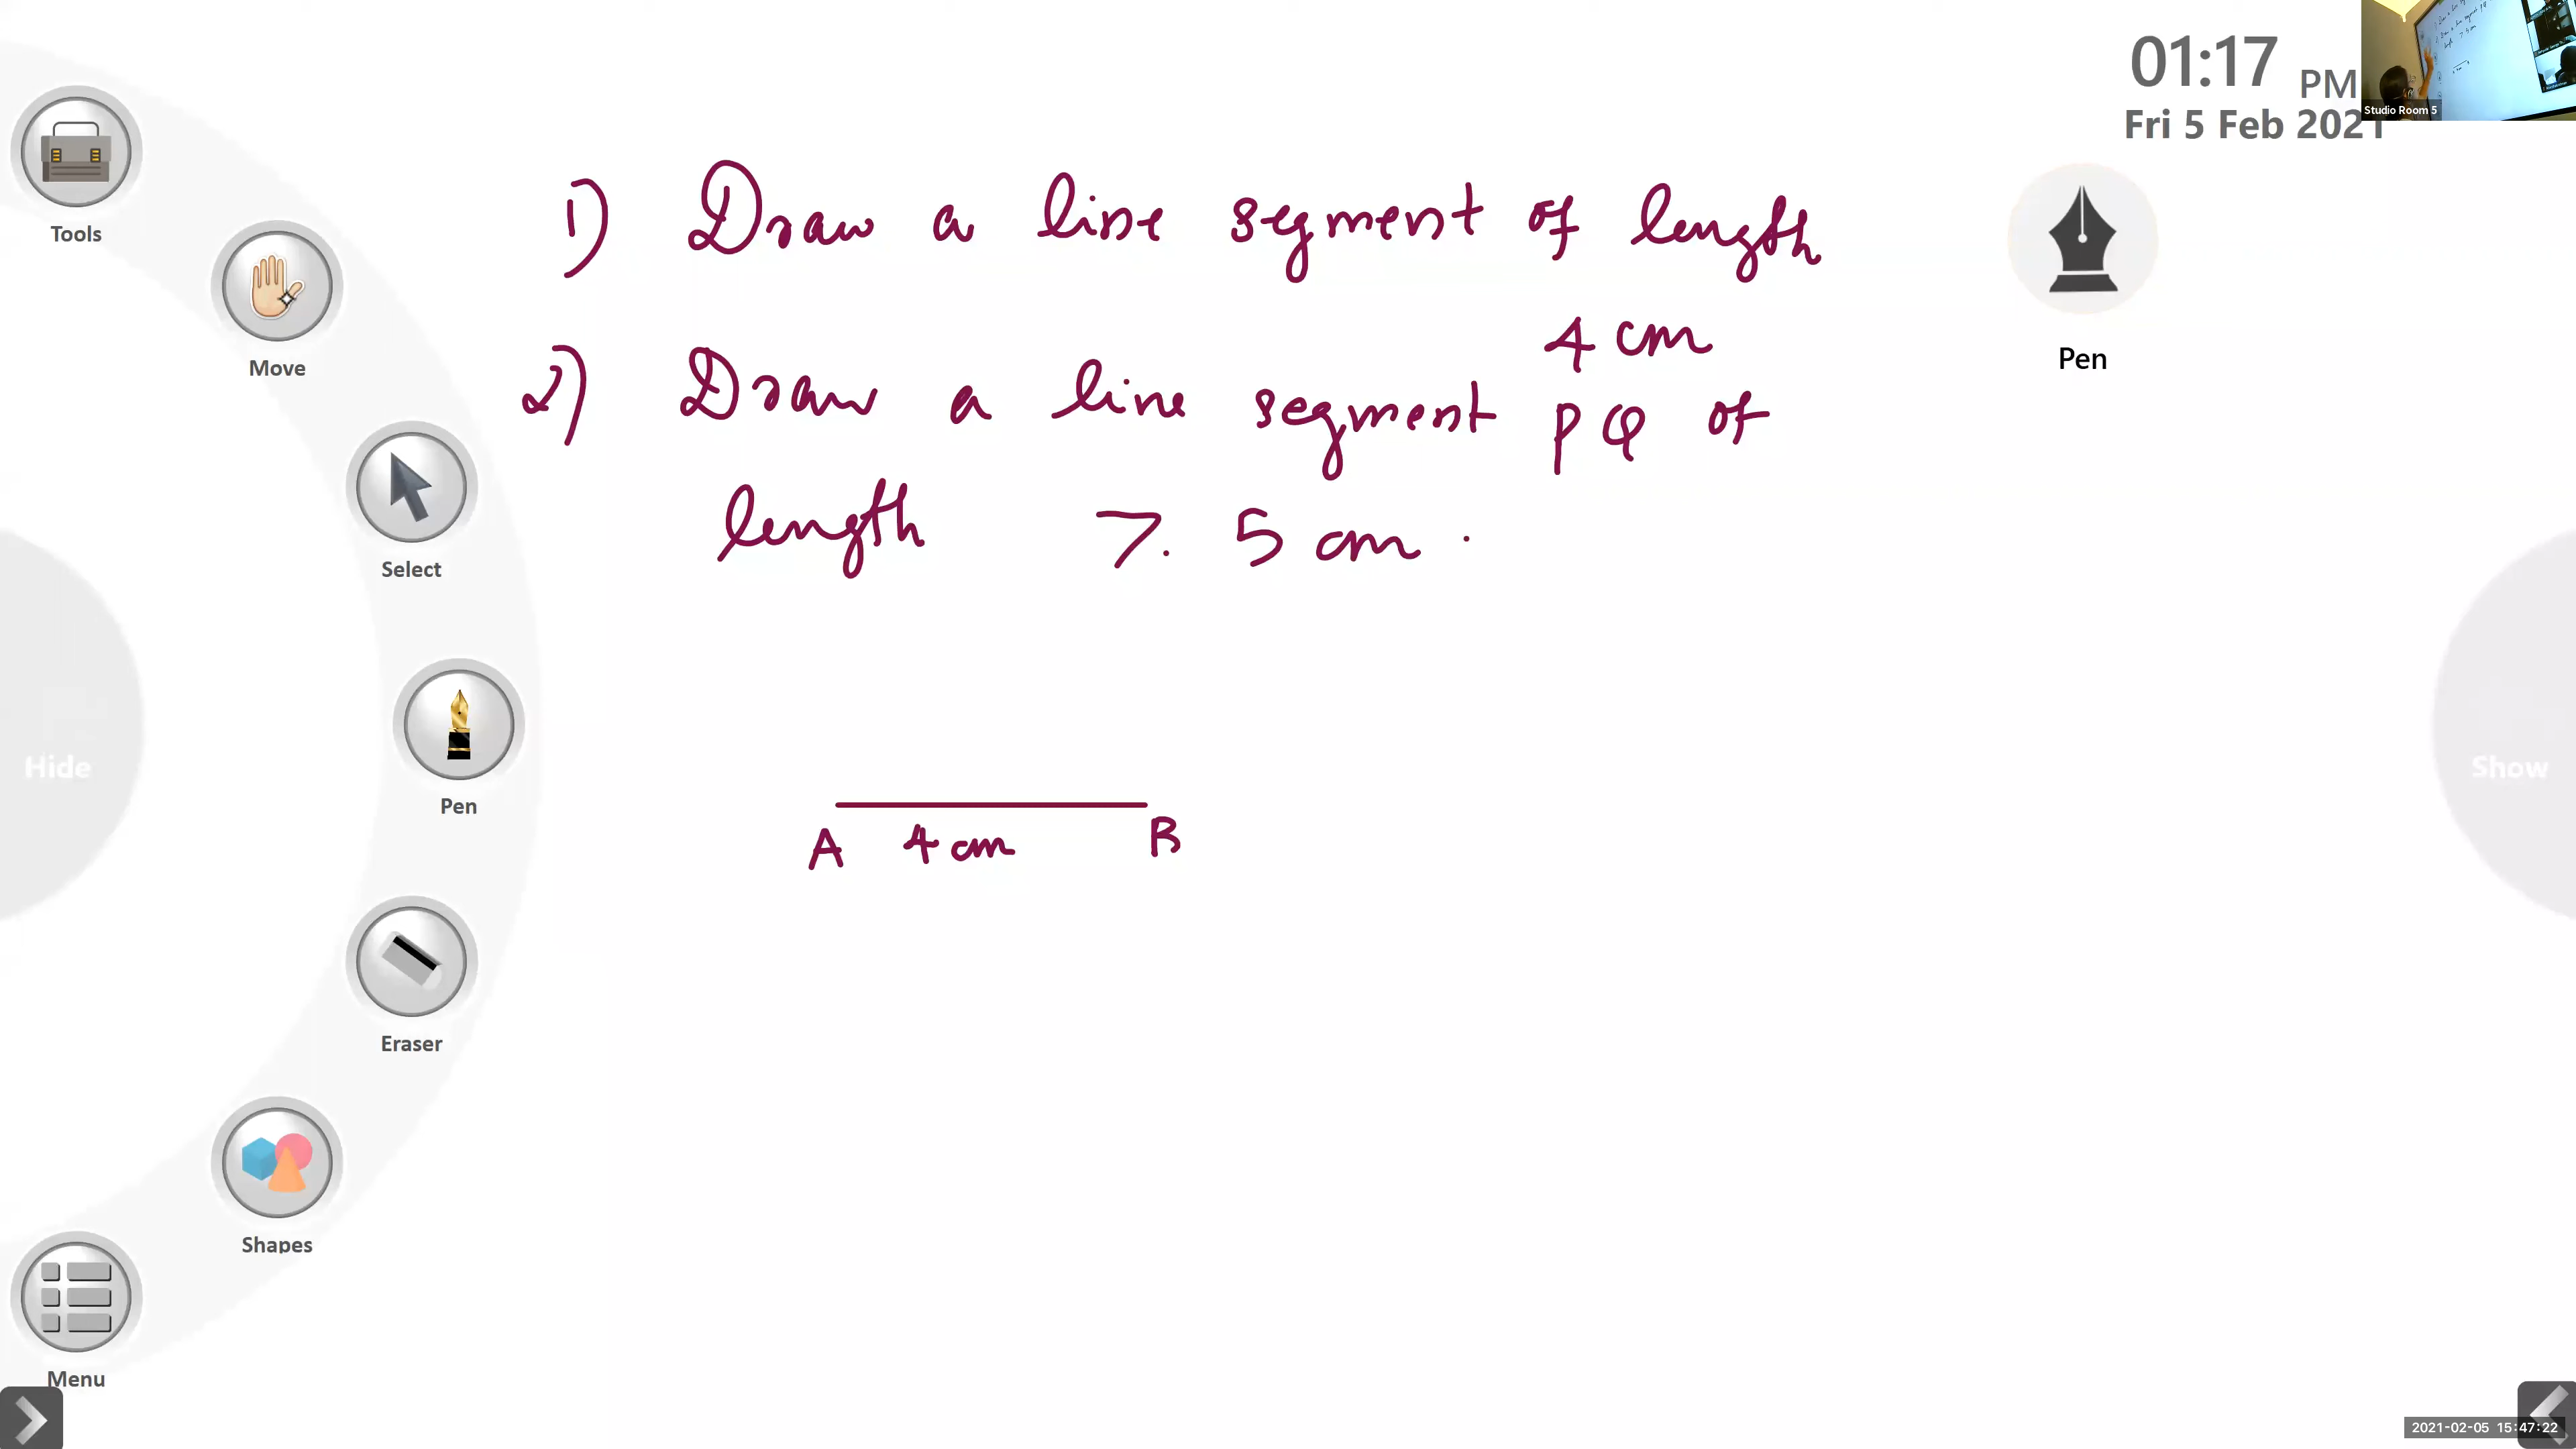 01:17 PM
Fri 5 Feb 2021
Studio Room 5
Tools
Move
Select
Pen
Eraser
Shapes
Menu
Hide
1) Draw a line segment of length
4 cm
2) Draw a line segment PQ of
length 7. 5 cm .
A 4 cm B
Pen
Show
2021-02-05 15:47:22